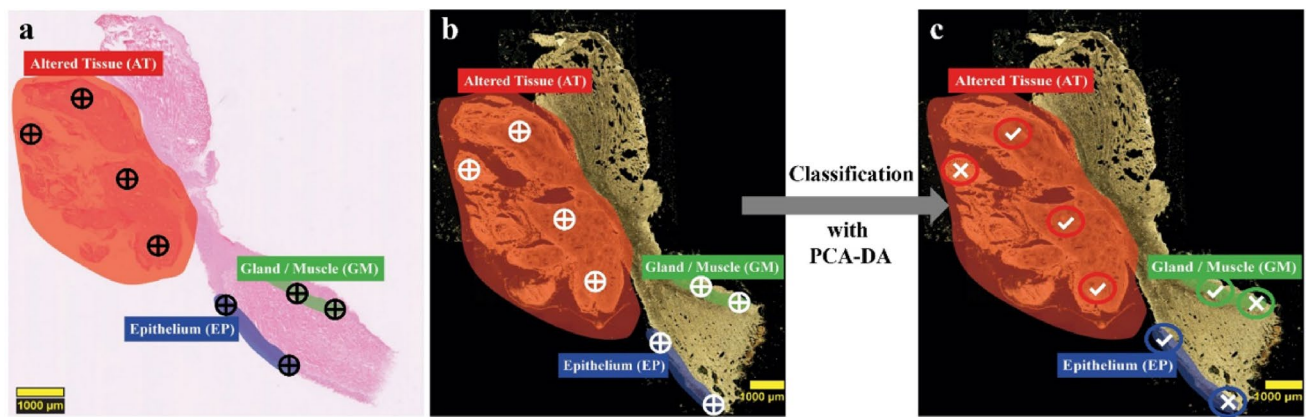 a
Altered Tissue (AT)
Gland / Muscle (GM)
Epithelium (EP)
1000 µm
b
Altered Tissue (AT)
Gland / Muscle (GM)
Epithelium (EP)
1000 µm
Classification
with
PCA-DA
c
Altered Tissue (AT)
Gland / Muscle (GM)
Epithelium (EP)
1000 µm